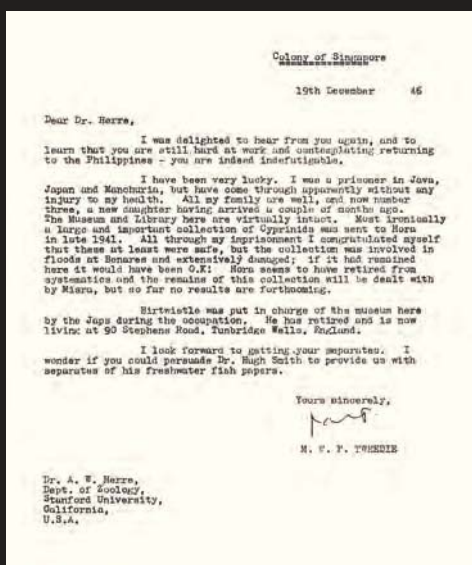 Colony of Singapore
19th December 46
Dear Dr. Herre,
I was delighted to hear from you again, and to
learn that you are still hard at work and contemplating returning
to the Philippines - you are indeed indefatigable.
I have been very lucky. I was a prisoner in Java,
Japan and Manchuria, but have come through apparently without any
injury to my health. All my family are well, and now number
three, a new daughter having arrived a couple of months ago.
The Museum and Library here are virtually intact. Most ironically
a large and important collection of Cyprinids was sent to Hora
in late 1941. All through my imprisonment I congratulated myself
that these at least were safe, but the collection was involved in
floods at Benares and extensively damaged; if it had remained
here it would have been O.K! Hora seems to have retired from
systematics and the remains of this collection will be dealt with
by Misra, but so far no results are forthcoming.
Birtwistle was put in charge of the museum here
by the Japs during the occupation. He has retired and is now
living at 90 Stephens Road, Tunbridge Wells, England.
I look forward to getting your separates. I
wonder if you could persuade Dr. Hugh Smith to provide us with
separates of his freshwater fish papers.
Yours sincerely,
M. W. F. TWEEDIE
Dr. A. W. Herre,
Dept. of Zoology,
Stanford University,
California,
U.S.A.